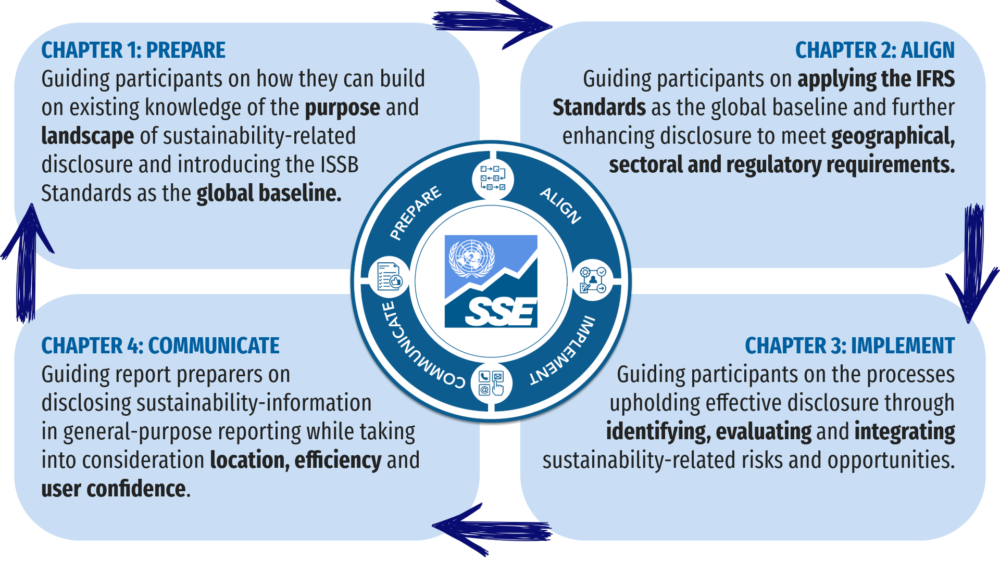 CHAPTER 1: PREPARE
Guiding participants on how they can build
on existing knowledge of the purpose and
landscape of sustainability-related
disclosure and introducing the ISSB
Standards as the global baseline.
CHAPTER 2: ALIGN
Guiding participants on applying the IFRS
Standards as the global baseline and further
enhancing disclosure to meet geographical,
sectoral and regulatory requirements.
PREPARE
ALIGN
SSE
COMMUNICATE
IMPLEMENT
@
CHAPTER 4: COMMUNICATE
Guiding report preparers on
disclosing sustainability-information
in general-purpose reporting while taking
into consideration location, efficiency and
user confidence.
CHAPTER 3: IMPLEMENT
Guiding participants on the processes
upholding effective disclosure through
identifying, evaluating and integrating
sustainability-related risks and opportunities.